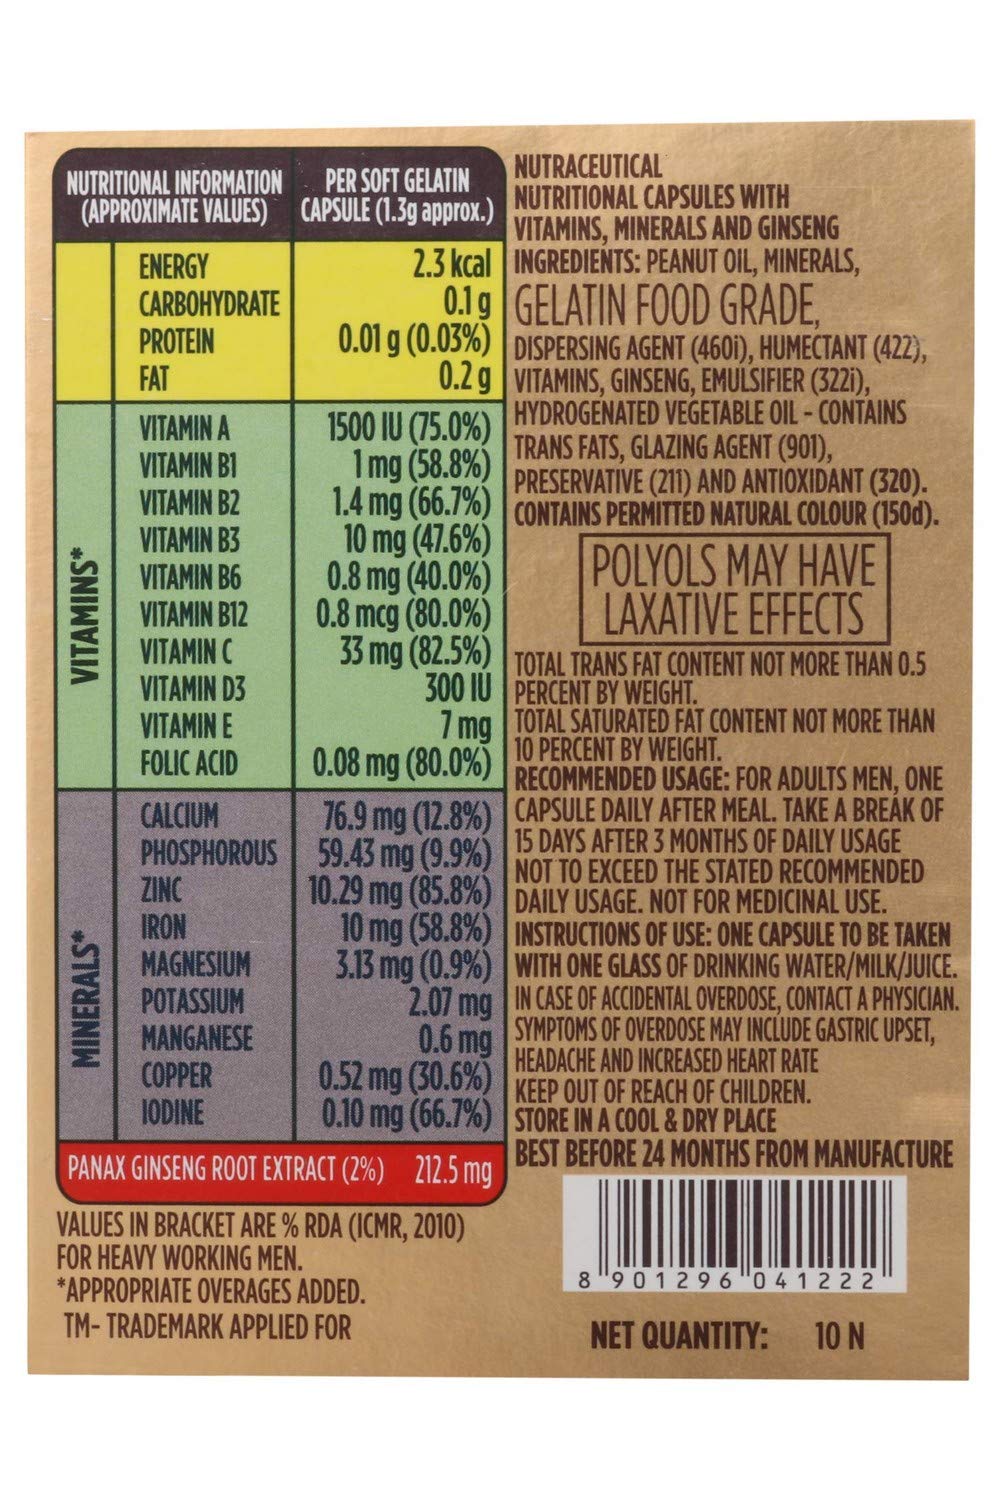 NUTRITIONAL INFORMATION
(APPROXIMATE VALUES)
PER SOFT GELATIN
CAPSULE (1.3g approx.)
ENERGY 2.3 kcal
CARBOHYDRATE 0.1 g
PROTEIN 0.01 g (0.03%)
FAT 0.2 g
VITAMINS*
VITAMIN A 1500 IU (75.0%)
VITAMIN B1 1 mg (58.8%)
VITAMIN B2 1.4 mg (66.7%)
VITAMIN B3 10 mg (47.6%)
VITAMIN B6 0.8 mg (40.0%)
VITAMIN B12 0.8 mcg (80.0%)
VITAMIN C 33 mg (82.5%)
VITAMIN D3 300 IU
VITAMIN E 7 mg
FOLIC ACID 0.08 mg (80.0%)
MINERALS*
CALCIUM 76.9 mg (12.8%)
PHOSPHOROUS 59.43 mg (9.9%)
ZINC 10.29 mg (85.8%)
IRON 10 mg (58.8%)
MAGNESIUM 3.13 mg (0.9%)
POTASSIUM 2.07 mg
MANGANESE 0.6 mg
COPPER 0.52 mg (30.6%)
IODINE 0.10 mg (66.7%)
PANAX GINSENG ROOT EXTRACT (2%) 212.5 mg
VALUES IN BRACKET ARE % RDA (ICMR, 2010)
FOR HEAVY WORKING MEN.
*APPROPRIATE OVERAGES ADDED.
TM- TRADEMARK APPLIED FOR
NUTRACEUTICAL
NUTRITIONAL CAPSULES WITH
VITAMINS, MINERALS AND GINSENG
INGREDIENTS: PEANUT OIL, MINERALS,
GELATIN FOOD GRADE,
DISPERSING AGENT (460i), HUMECTANT (422),
VITAMINS, GINSENG, EMULSIFIER (322i),
HYDROGENATED VEGETABLE OIL - CONTAINS
TRANS FATS, GLAZING AGENT (901),
PRESERVATIVE (211) AND ANTIOXIDANT (320).
CONTAINS PERMITTED NATURAL COLOUR (150d).
POLYOLS MAY HAVE
LAXATIVE EFFECTS
TOTAL TRANS FAT CONTENT NOT MORE THAN 0.5
PERCENT BY WEIGHT.
TOTAL SATURATED FAT CONTENT NOT MORE THAN
10 PERCENT BY WEIGHT.
RECOMMENDED USAGE: FOR ADULTS MEN, ONE
CAPSULE DAILY AFTER MEAL. TAKE A BREAK OF
15 DAYS AFTER 3 MONTHS OF DAILY USAGE
NOT TO EXCEED THE STATED RECOMMENDED
DAILY USAGE. NOT FOR MEDICINAL USE.
INSTRUCTIONS OF USE: ONE CAPSULE TO BE TAKEN
WITH ONE GLASS OF DRINKING WATER/MILK/JUICE.
IN CASE OF ACCIDENTAL OVERDOSE, CONTACT A PHYSICIAN.
SYMPTOMS OF OVERDOSE MAY INCLUDE GASTRIC UPSET,
HEADACHE AND INCREASED HEART RATE
KEEP OUT OF REACH OF CHILDREN.
STORE IN A COOL & DRY PLACE
BEST BEFORE 24 MONTHS FROM MANUFACTURE
8 901296 041222
NET QUANTITY: 10 N